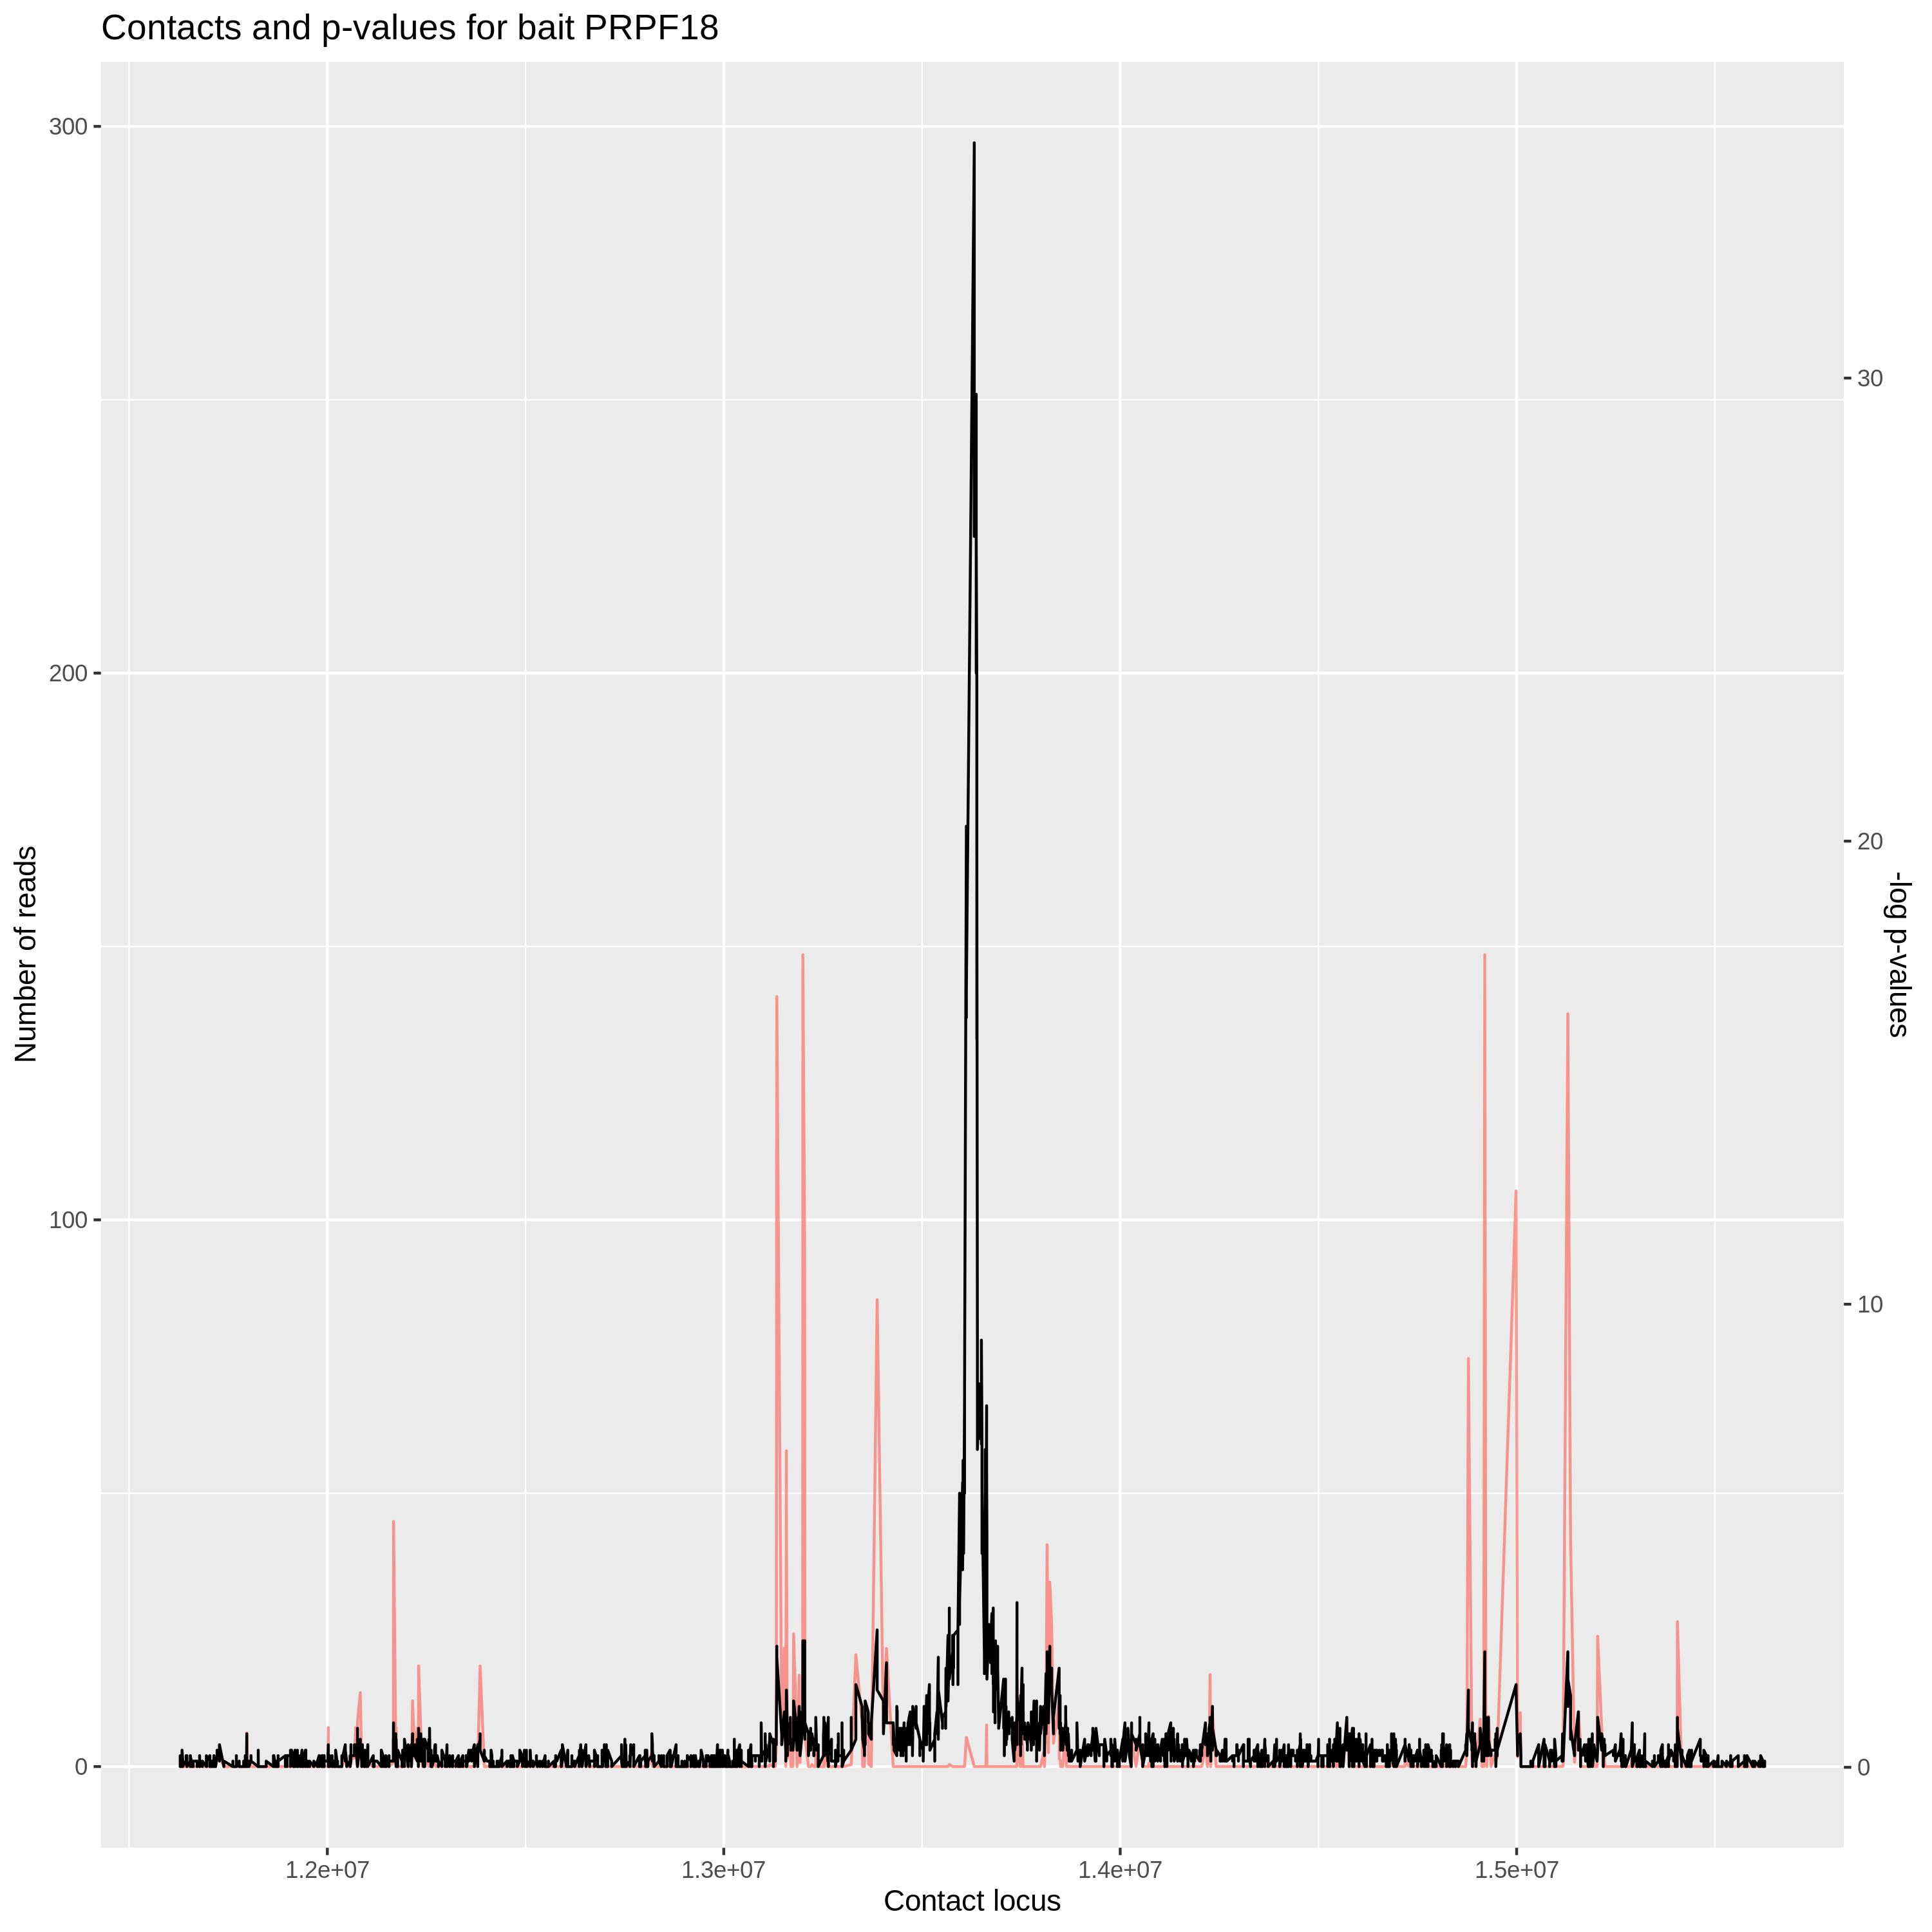 Contacts and p-values for bait PRPF18
300
200
100
0
Number of reads
30
20
10
0
-log p-values
1.2e+07 1.3e+07 1.4e+07 1.5e+07
Contact locus